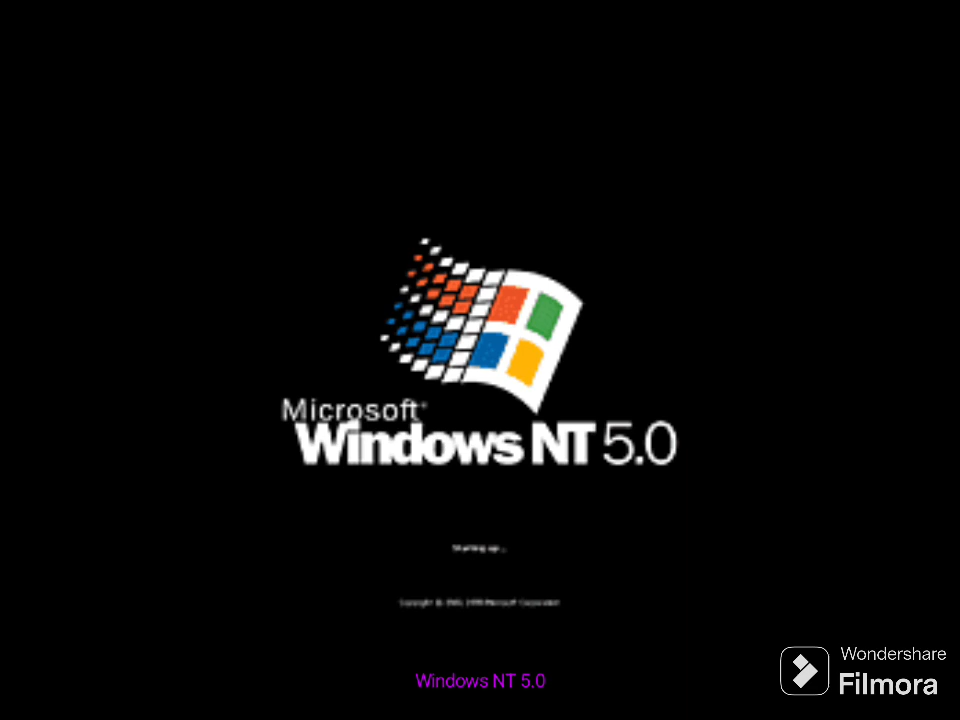 Microsoft
Windows NT 5.0
Starting up...
Windows NT 5.0
Wondershare
Filmora